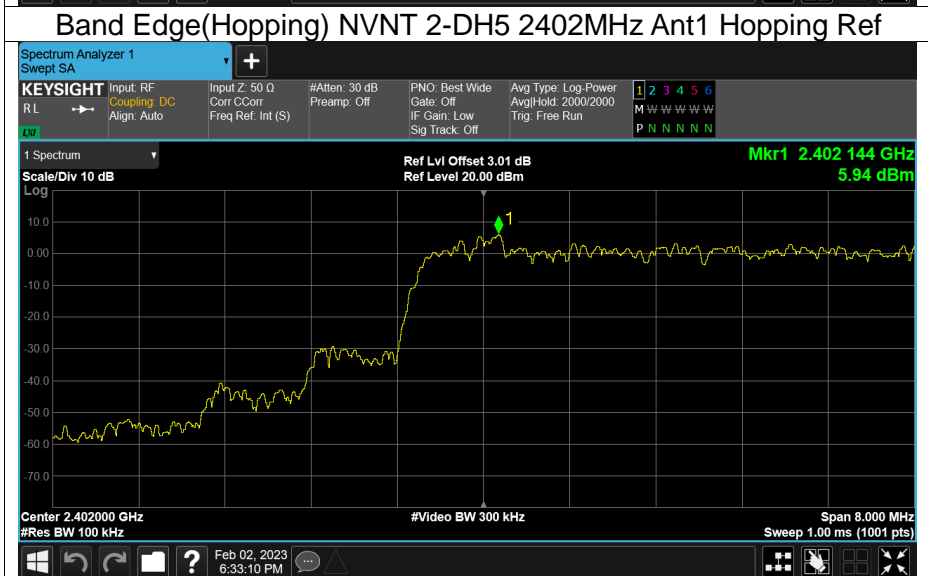 Band Edge(Hopping) NVNT 2-DH5 2402MHz Ant1 Hopping Ref
Spectrum Analyzer 1
Swept SA
+
KEYSIGHT
R L
LXI
Input: RF
Coupling: DC
Align: Auto
Input Z: 50 Ω
Corr CCorr
Freq Ref: Int (S)
#Atten: 30 dB
Preamp: Off
PNO: Best Wide
Gate: Off
IF Gain: Low
Sig Track: Off
Avg Type: Log-Power
Avg|Hold: 2000/2000
Trig: Free Run
1 2 3 4 5 6
M W W W W W
P N N N N N
1 Spectrum
Scale/Div 10 dB
Ref Lvl Offset 3.01 dB
Ref Level 20.00 dBm
Mkr1 2.402 144 GHz
5.94 dBm
Log
10.0
0.00
-10.0
-20.0
-30.0
-40.0
-50.0
-60.0
-70.0
1
Center 2.402000 GHz
#Res BW 100 kHz
#Video BW 300 kHz
Span 8.000 MHz
Sweep 1.00 ms (1001 pts)
?
Feb 02, 2023
6:33:10 PM